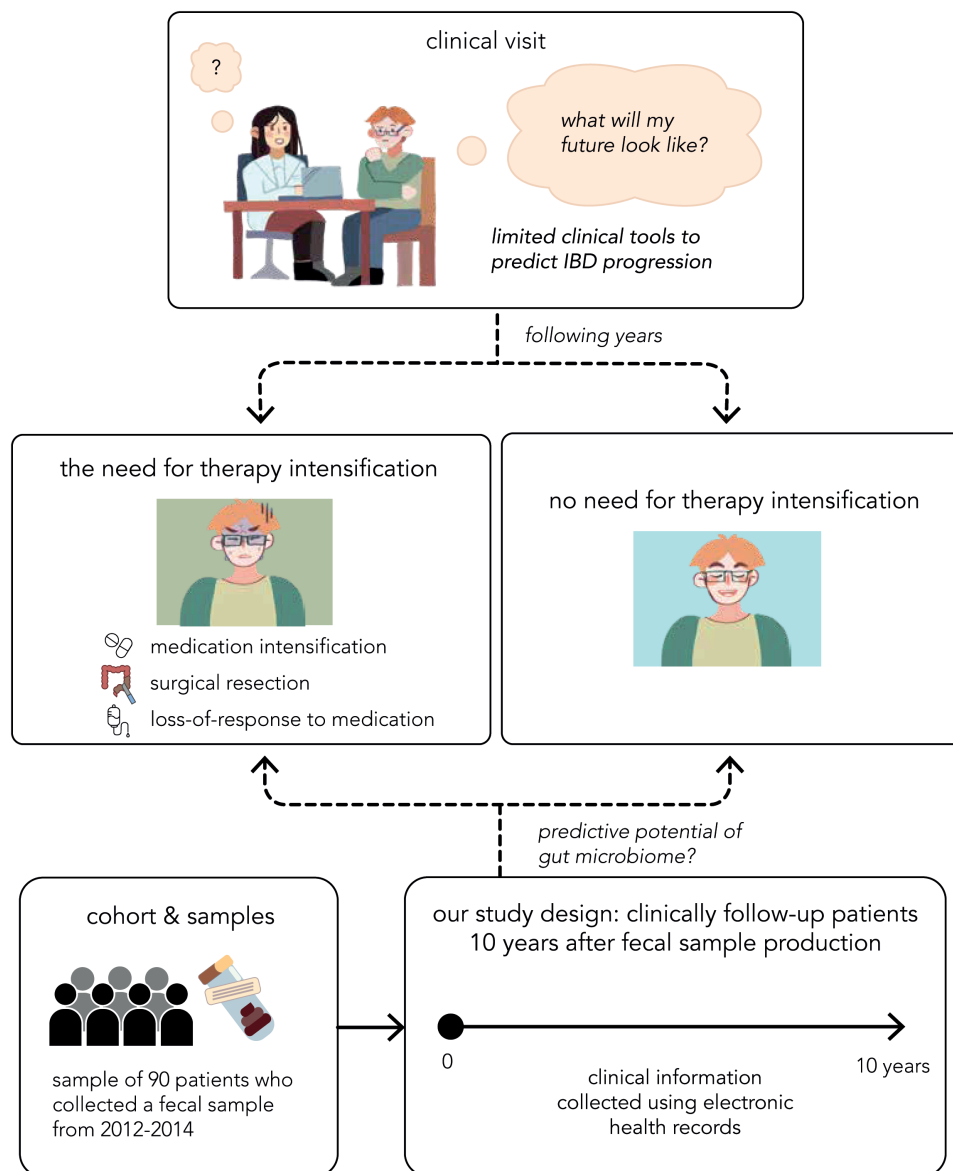 clinical visit
?
what will my
future look like?
limited clinical tools to
predict IBD progression
following years
the need for therapy intensification
medication intensification
surgical resection
loss-of-response to medication
no need for therapy intensification
predictive potential of
gut microbiome?
cohort & samples
sample of 90 patients who
collected a fecal sample
from 2012-2014
our study design: clinically follow-up patients
10 years after fecal sample production
0
10 years
clinical information
collected using electronic
health records